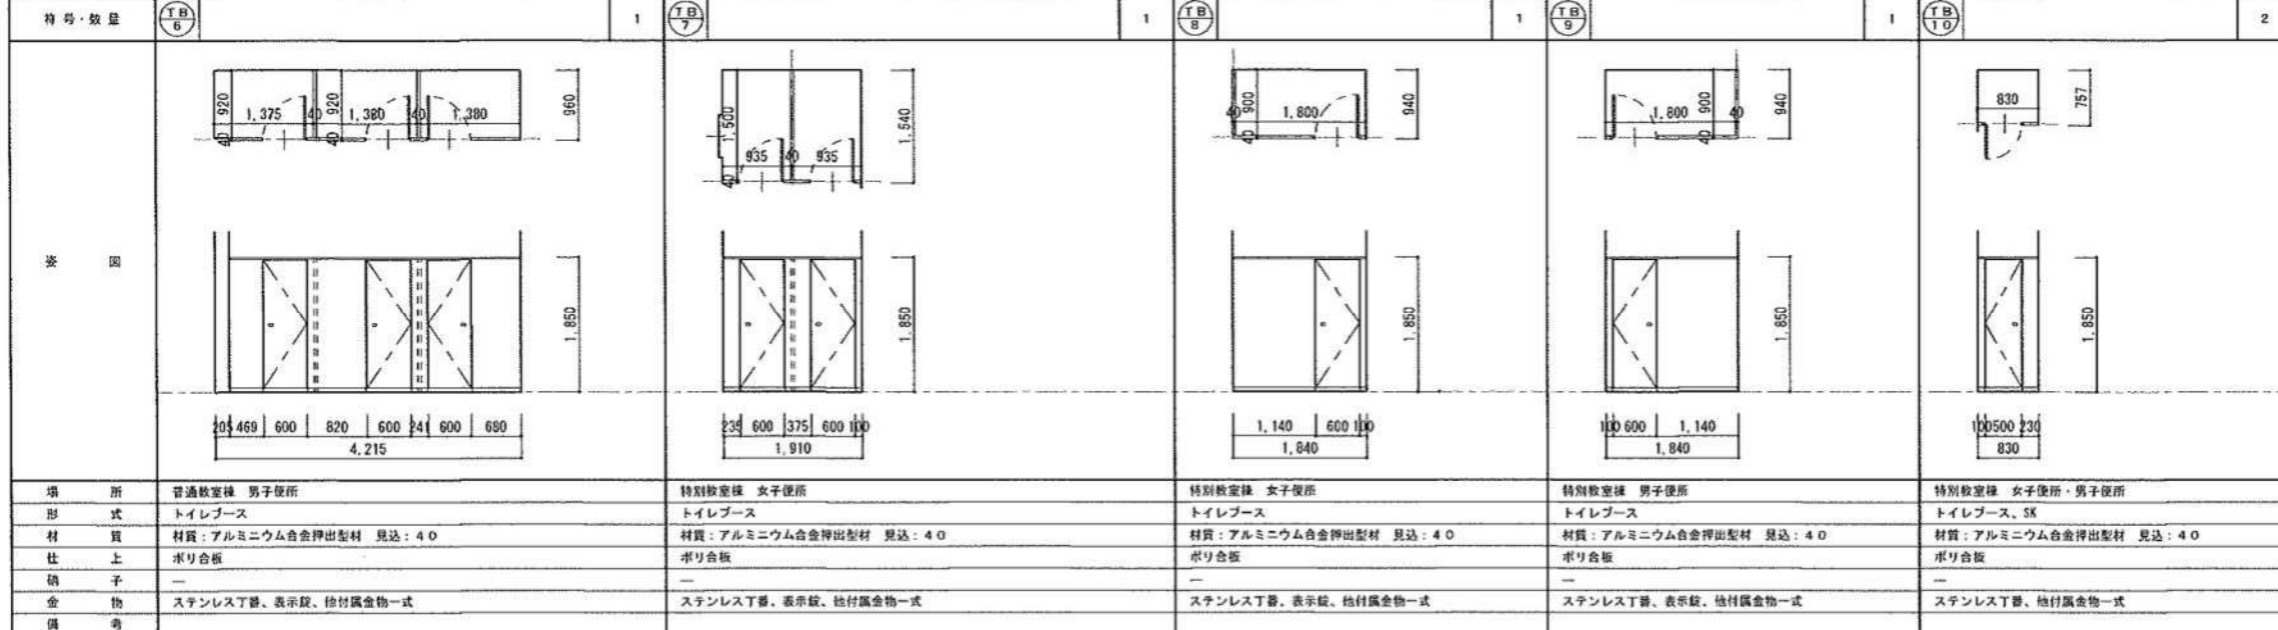 符号・数量 TB 6 1 TB 7 1 TB 8 1 TB 9 1 TB 10 2
姿 図
920 40 1,375 40 920 40 1,380 40 1,380 960
1,500 40 935 40 935 1,540
40 900 40 1,800 940
1,800 900 40 40 940
830 757
1,850 1,850 1,850 1,850 1,850
205 469 600 820 600 241 600 680
4,215
235 600 375 600 100
1,910
1,140 600 100
1,840
100 600 1,140
1,840
100 500 230
830
場 所 普通教室棟 男子便所 特別教室棟 女子便所 特別教室棟 女子便所 特別教室棟 男子便所 特別教室棟 女子便所・男子便所
形 式 トイレブース トイレブース トイレブース トイレブース トイレブース、SK
材 質 材質:アルミニウム合金押出型材 見込:40 材質:アルミニウム合金押出型材 見込:40 材質:アルミニウム合金押出型材 見込:40 材質:アルミニウム合金押出型材 見込:40 材質:アルミニウム合金押出型材 見込:40
仕 上 ポリ合板 ポリ合板 ポリ合板 ポリ合板 ポリ合板
硝 子 — — — — —
金 物 ステンレス丁番、表示錠、他付属金物一式 ステンレス丁番、表示錠、他付属金物一式 ステンレス丁番、表示錠、他付属金物一式 ステンレス丁番、表示錠、他付属金物一式 ステンレス丁番、他付属金物一式
備 考